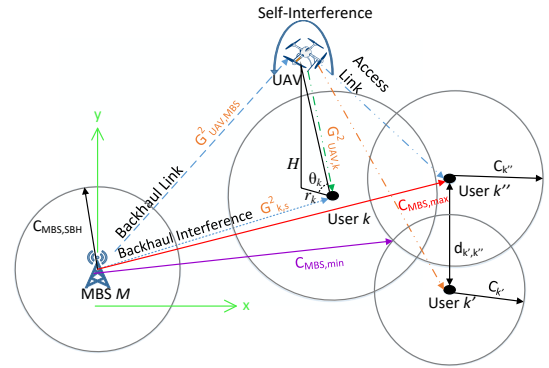 Self-Interference
UAV
Access
Link
G²UAV,MBS
G²UAV,k
y
H
θk
rk
Backhaul Link
Backhaul Interference
G²k,s
User k
Ck''
User k''
CMBS,max
CMBS,SBH
CMBS,min
dk',k''
MBS M
x
User k'
Ck'